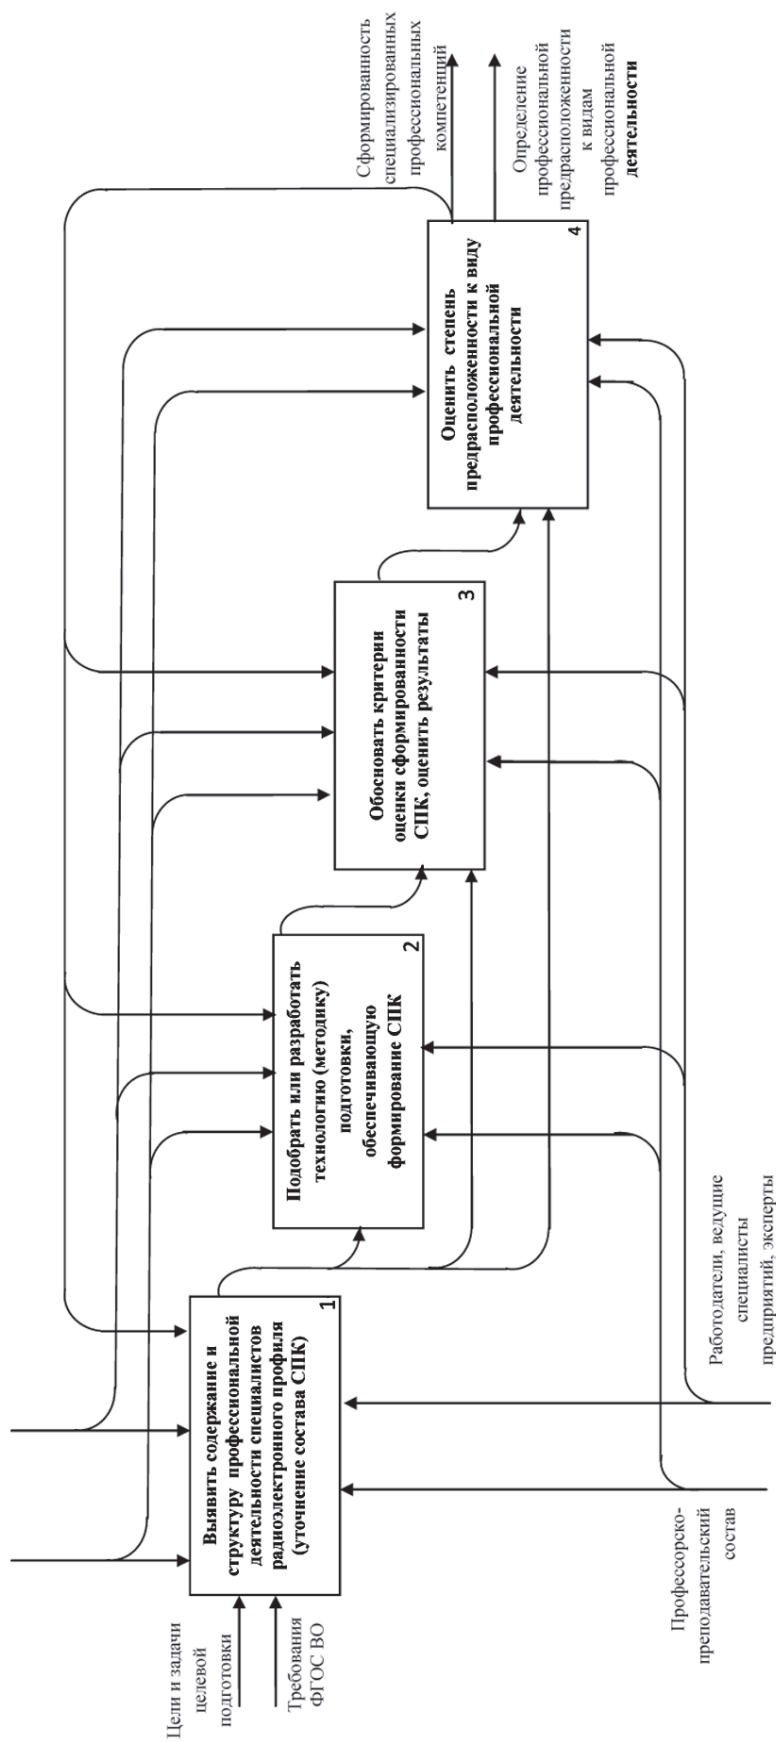 Цели и задачи
целевой
подготовки
Требования
ФГОС ВО
Выявить содержание и
структуру профессиональной
деятельности специалистов
радиоэлектронного профиля
(уточнение состава СПК)
1
Подобрать или разработать
технологию (методику)
подготовки,
обеспечивающую
формирование СПК
2
Обосновать критерии
оценки сформированности
СПК, оценить результаты
3
Оценить степень
предрасположенности к виду
профессиональной
деятельности
4
Сформированность
специализированных
профессиональных
компетенций
Определение
профессиональной
предрасположенности
к видам
профессиональной
деятельности
Профессорско-
преподавательский
состав
Работодатели, ведущие
специалисты
предприятий, эксперты